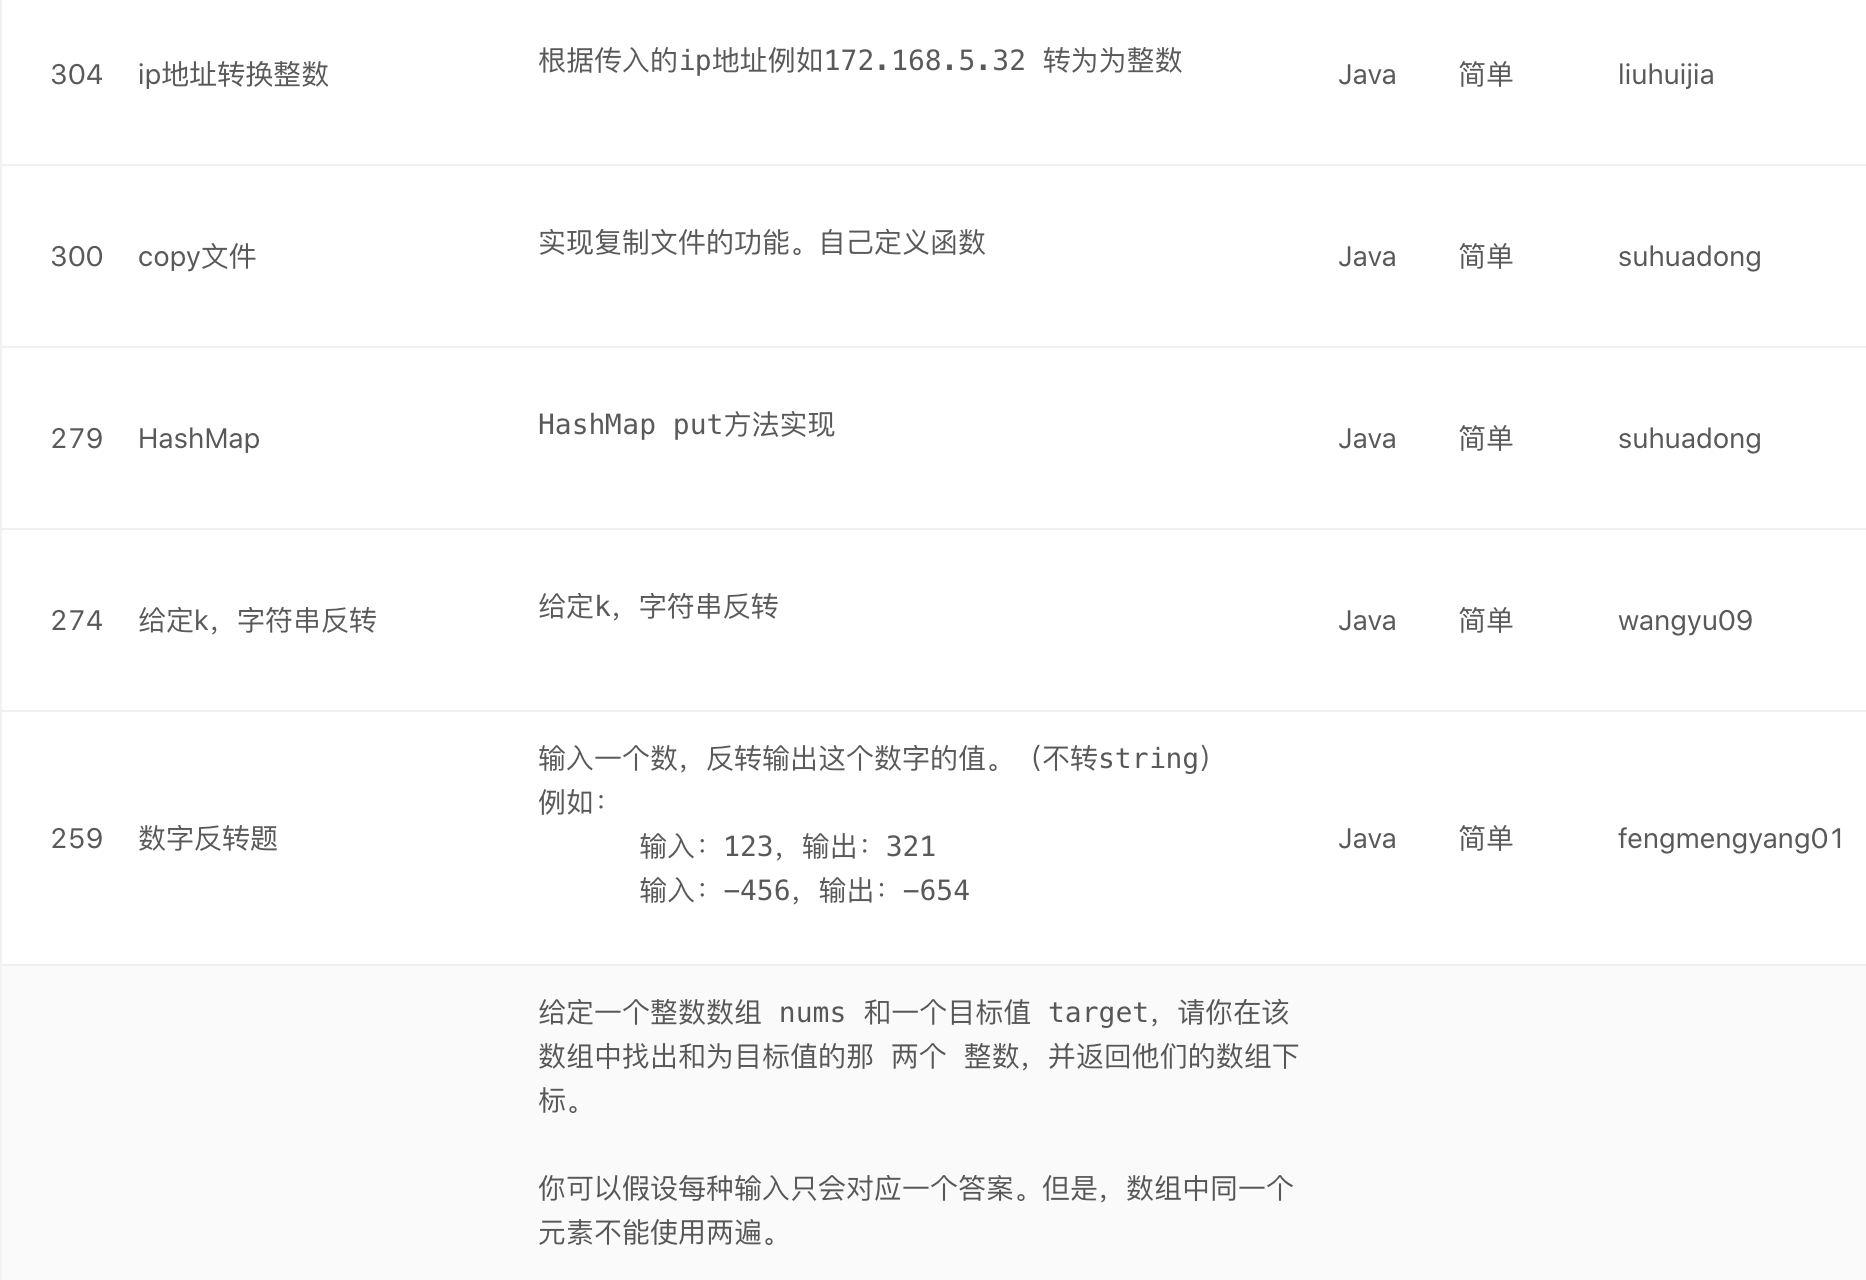 304 ip地址转换整数 根据传入的ip地址例如172.168.5.32 转为为整数 Java 简单 liuhuijia
300 copy文件 实现复制文件的功能。自己定义函数 Java 简单 suhuadong
279 HashMap HashMap put方法实现 Java 简单 suhuadong
274 给定k，字符串反转 给定k，字符串反转 Java 简单 wangyu09
输入一个数，反转输出这个数字的值。（不转string）
例如：
259 数字反转题 输入：123，输出：321 Java 简单 fengmengyang01
输入：-456，输出：-654
给定一个整数数组 nums 和一个目标值 target，请你在该
数组中找出和为目标值的那 两个 整数，并返回他们的数组下
标。
你可以假设每种输入只会对应一个答案。但是，数组中同一个
元素不能使用两遍。